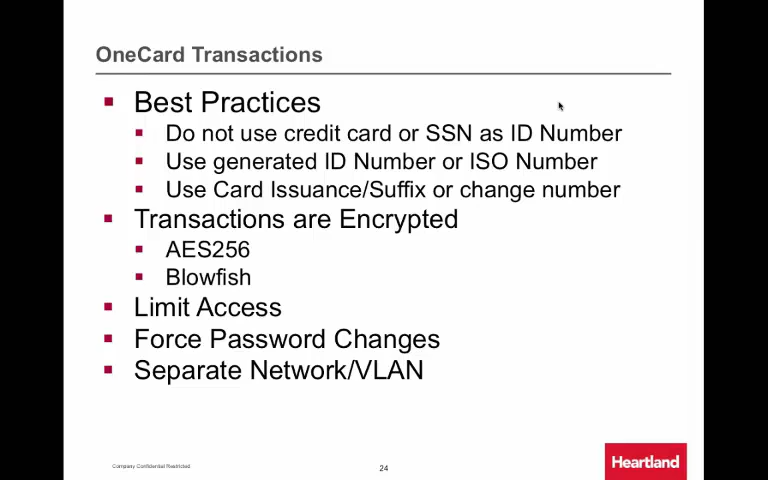 OneCard Transactions
Best Practices
Do not use credit card or SSN as ID Number
Use generated ID Number or ISO Number
Use Card Issuance/Suffix or change number
Transactions are Encrypted
AES256
Blowfish
Limit Access
Force Password Changes
Separate Network/VLAN
Company Confidential Restricted
24
Heartland